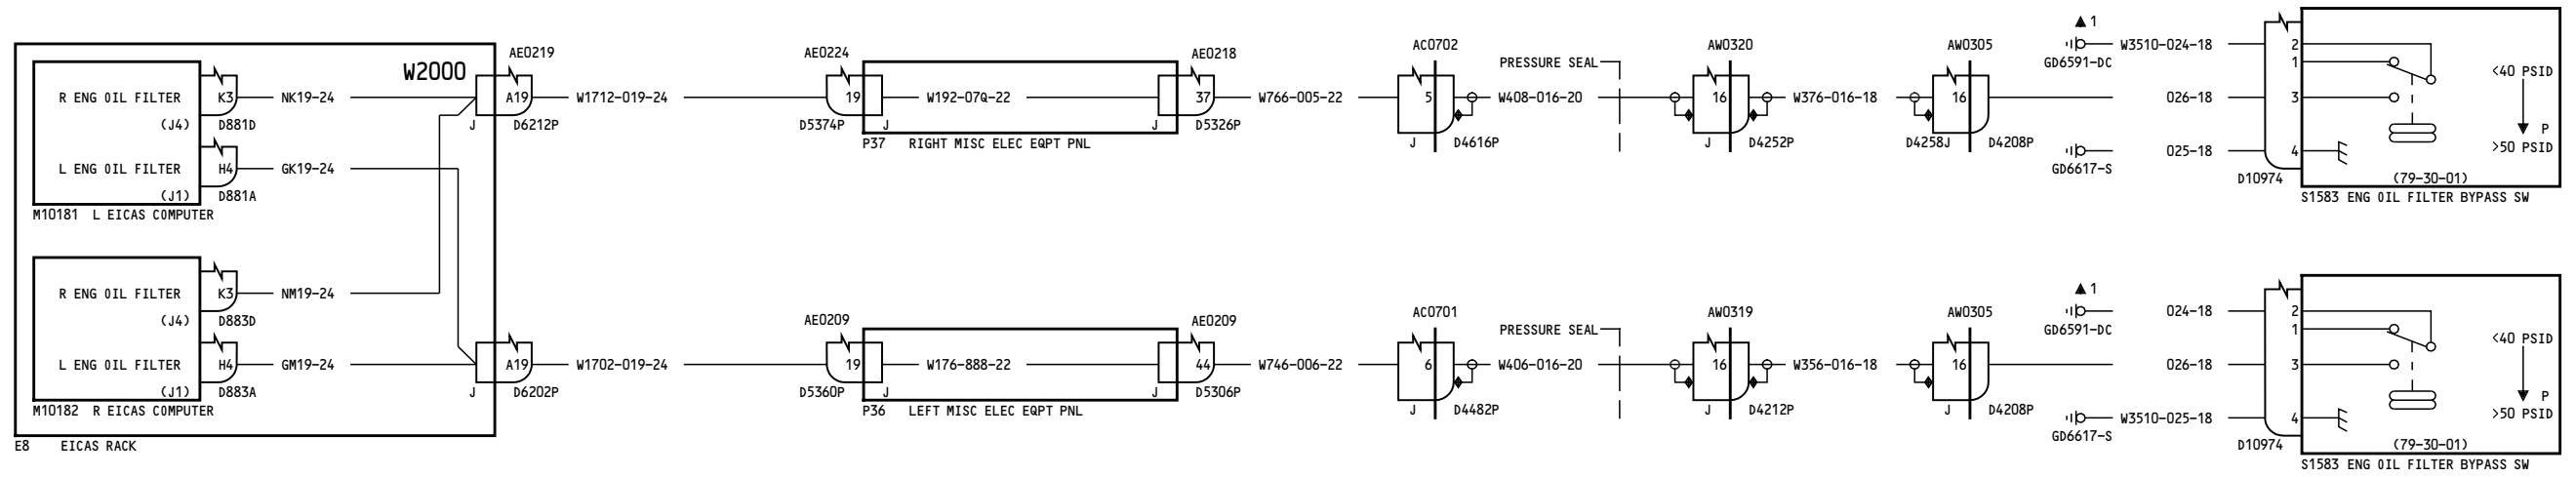 W2000
R ENG OIL FILTER K3 NK19-24
(J4) D881D
L ENG OIL FILTER H4 GK19-24
(J1) D881A
M10181 L EICAS COMPUTER
R ENG OIL FILTER K3 NM19-24
(J4) D883D
L ENG OIL FILTER H4 GM19-24
(J1) D883A
M10182 R EICAS COMPUTER
E8 EICAS RACK
AE0219
A19 W1712-019-24
J D6212P
AE0224
19 W192-07Q-22
D5374P J
P37 RIGHT MISC ELEC EQPT PNL
AE0218
37 W766-005-22
J D5326P
AC0702
5 W408-016-20
J D4616P
PRESSURE SEAL
AW0320
16 W376-016-18
J D4252P
AW0305
16 026-18
D4258J D4208P
1
GD6591-DC W3510-024-18
GD6617-S 025-18
2
1
3
4
<40 PSID
P
>50 PSID
D10974 (79-30-01)
S1583 ENG OIL FILTER BYPASS SW
A19 W1702-019-24
J D6202P
AE0209
19 W176-888-22
D5360P J
P36 LEFT MISC ELEC EQPT PNL
AE0209
44 W746-006-22
J D5306P
AC0701
6 W406-016-20
J D4482P
PRESSURE SEAL
AW0319
16 W356-016-18
J D4212P
AW0305
16 026-18
J D4208P
1
GD6591-DC 024-18
GD6617-S W3510-025-18
2
1
3
4
<40 PSID
P
>50 PSID
D10974 (79-30-01)
S1583 ENG OIL FILTER BYPASS SW